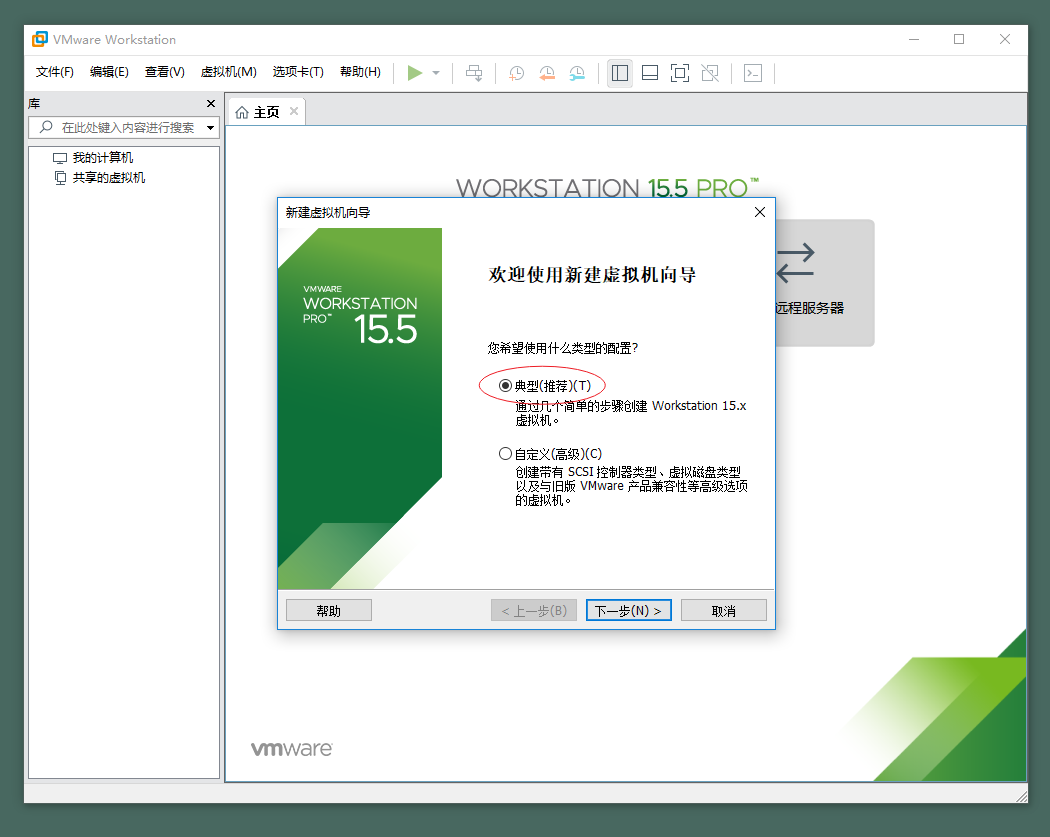 VMware Workstation
文件(F) 编辑(E) 查看(V) 虚拟机(M) 选项卡(T) 帮助(H)
库
主页
在此处键入内容进行搜索
我的计算机
共享的虚拟机
WORKSTATION 15.5 PRO™
远程服务器
新建虚拟机向导
VMWARE
WORKSTATION
PRO™
15.5
欢迎使用新建虚拟机向导
您希望使用什么类型的配置?
典型(推荐)(T)
通过几个简单的步骤创建 Workstation 15.x
虚拟机。
自定义(高级)(C)
创建带有 SCSI 控制器类型、虚拟磁盘类型
以及与旧版 VMware 产品兼容性等高级选项
的虚拟机。
帮助 < 上一步(B) 下一步(N) > 取消
vmware